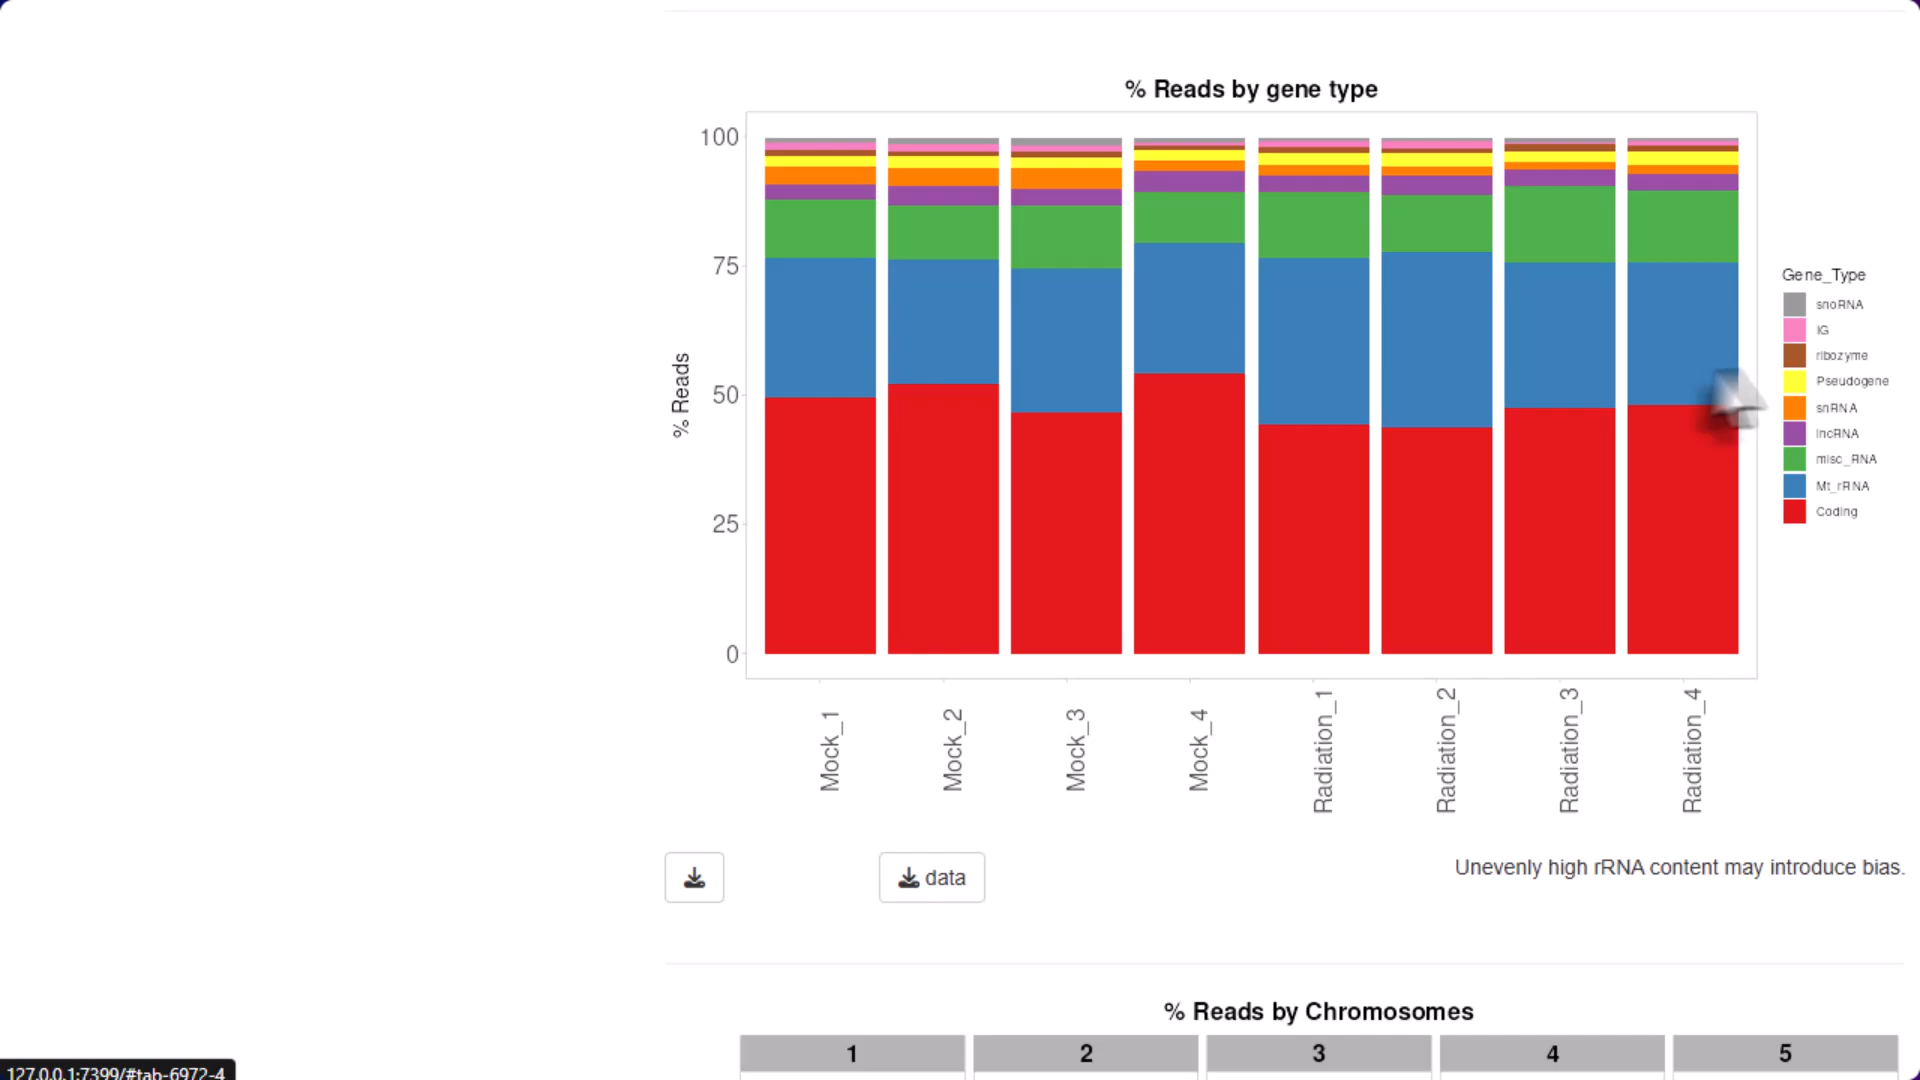 % Reads by gene type
100
75
50
25
0
% Reads
Gene_Type
snoRNA
IG
ribozyme
Pseudogene
snRNA
lncRNA
misc_RNA
Mt_rRNA
Coding
Mock_1
Mock_2
Mock_3
Mock_4
Radiation_1
Radiation_2
Radiation_3
Radiation_4
data
Unevenly high rRNA content may introduce bias.
% Reads by Chromosomes
1 2 3 4 5
127.0.0.1:7399/#tab-6972-4